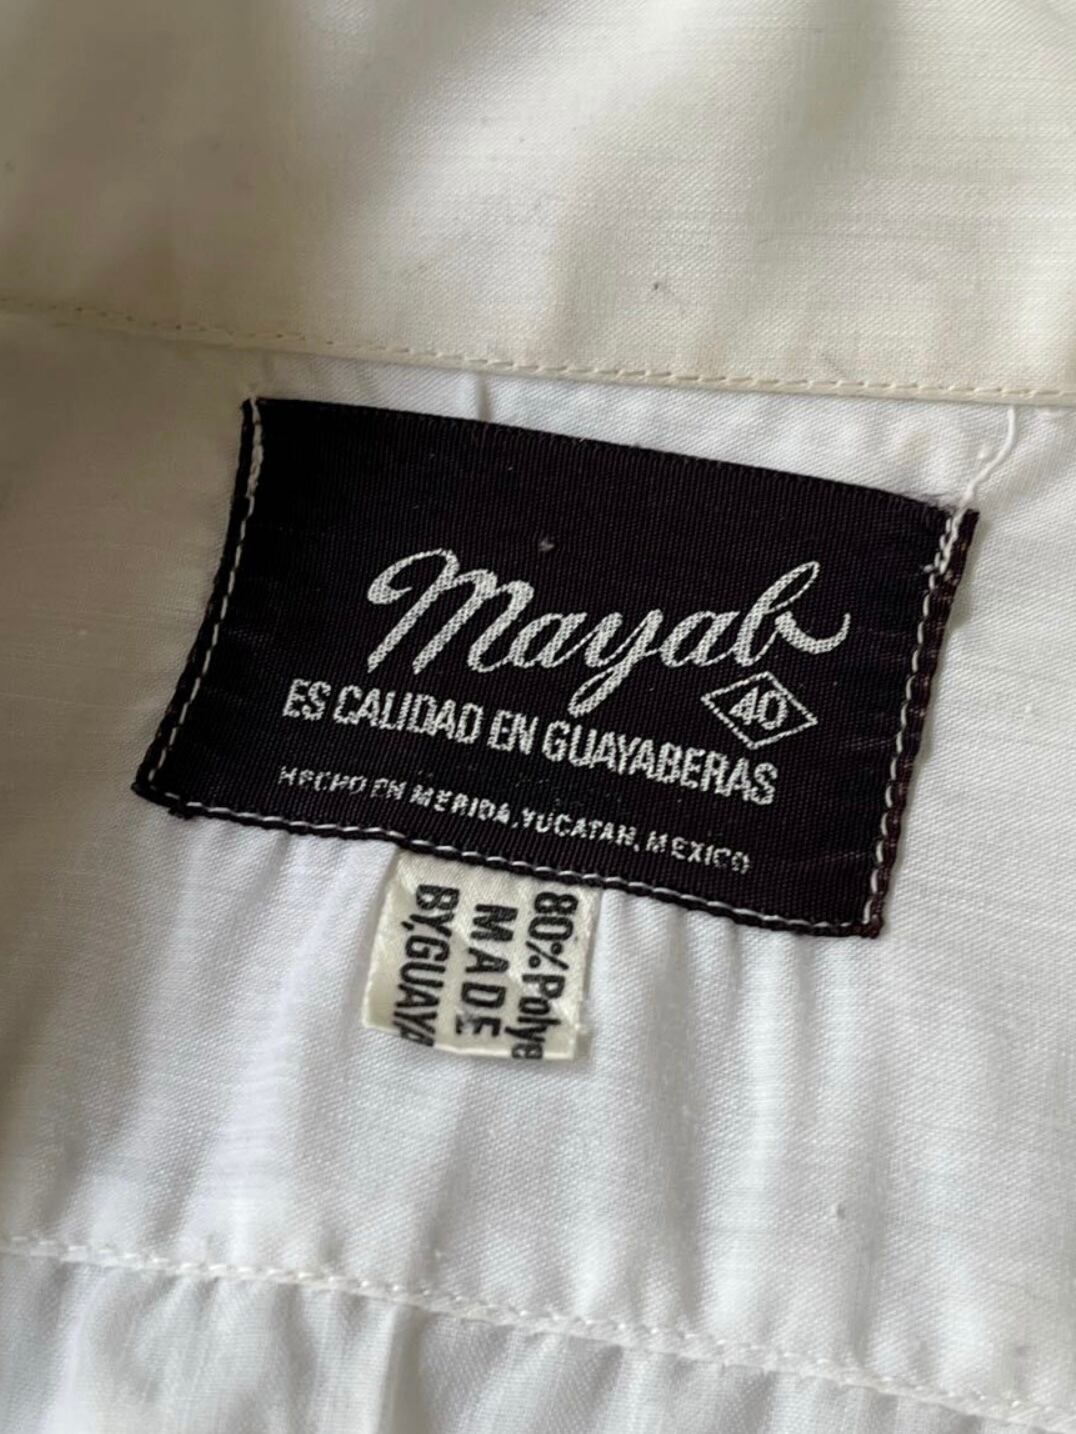 Mayab
40
ES CALIDAD EN GUAYABERAS
HECHO EN MERIDA, YUCATAN, MEXICO
80% Polye
MADE
BY, GUAYA